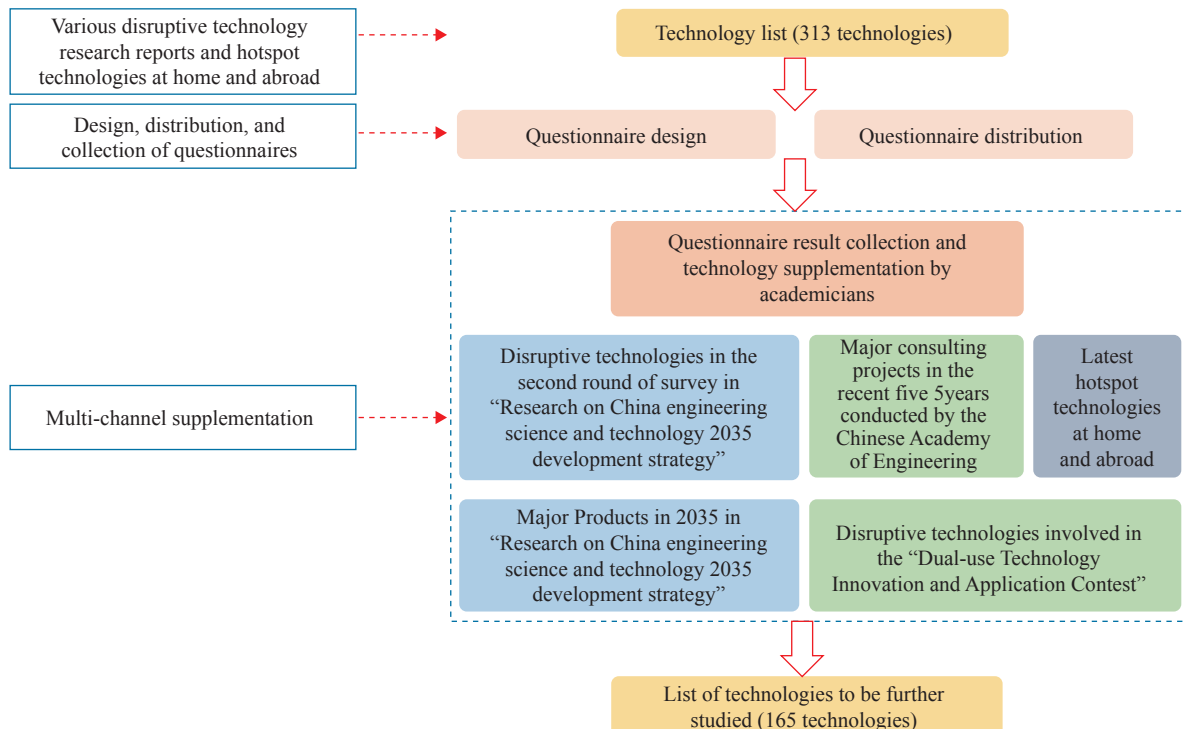 Various disruptive technology
research reports and hotspot
technologies at home and abroad
Technology list (313 technologies)
Design, distribution, and
collection of questionnaires
Questionnaire design
Questionnaire distribution
Questionnaire result collection and
technology supplementation by
academicians
Multi-channel supplementation
Disruptive technologies in the
second round of survey in
“Research on China engineering
science and technology 2035
development strategy”
Major consulting
projects in the
recent five 5years
conducted by the
Chinese Academy
of Engineering
Latest
hotspot
technologies
at home
and abroad
Major Products in 2035 in
“Research on China engineering
science and technology 2035
development strategy”
Disruptive technologies involved in
the “Dual-use Technology
Innovation and Application Contest”
List of technologies to be further
studied (165 technologies)